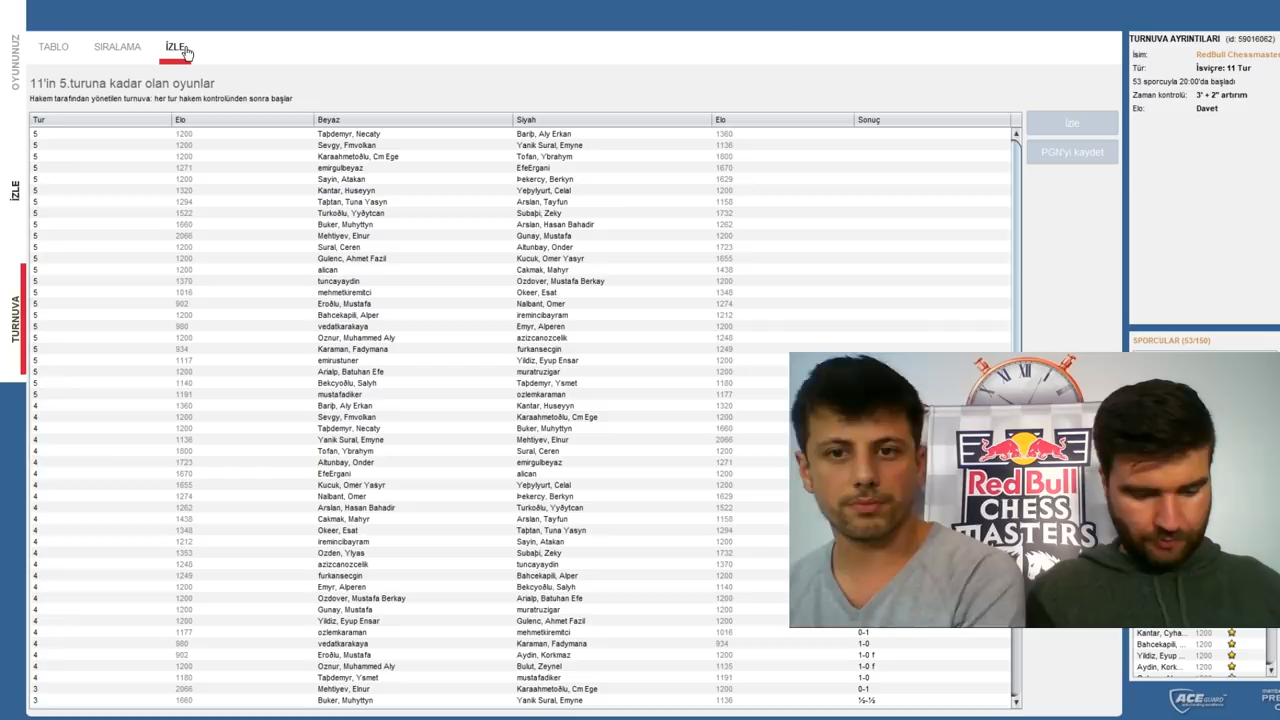 OYUNUNUZ
İZLE
TURNUVA
TABLO SIRALAMA İZLE
11'in 5.turuna kadar olan oyunlar
Hakem tarafından yönetilen turnuva: her tur hakem kontrolünden sonra başlar
Tur Elo Beyaz Siyah Elo Sonuç
5 1200 Taþdemyr, Necaty Bariþ, Aly Erkan 1360
5 1200 Sevgy, Fmvolkan Yanik Sural, Emyne 1136
5 1200 Karaahmetoðlu, Cm Ege Tofan, Ybrahym 1800
5 1271 emirgulbeyaz EfeErgani 1670
5 1200 Sayin, Atakan Þekercy, Berkyn 1629
5 1320 Kantar, Huseyyn Yeþylyurt, Celal 1200
5 1294 Taþtan, Tuna Yasyn Arslan, Tayfun 1158
5 1522 Turkoðlu, Yyðytcan Subaþi, Zeky 1732
5 1660 Buker, Muhyttyn Arslan, Hasan Bahadir 1262
5 2066 Mehtiyev, Elnur Gunay, Mustafa 1200
5 1200 Sural, Ceren Altunbay, Onder 1723
5 1200 Gulenc, Ahmet Fazil Kucuk, Omer Yasyr 1655
5 1200 alican Cakmak, Mahyr 1438
5 1370 tuncayaydin Ozdover, Mustafa Berkay 1200
5 1016 mehmetkiremitci Okeer, Esat 1348
5 902 Eroðlu, Mustafa Nalbant, Omer 1274
5 1200 Bahcekapili, Alper iremincibayram 1212
5 980 vedatkarakaya Emyr, Alperen 1200
5 1200 Oznur, Muhammed Aly azizcanozcelik 1248
5 934 Karaman, Fadymana furkansecgin 1249
5 1117 emirustuner Yildiz, Eyup Ensar 1200
5 1200 Arialp, Batuhan Efe muratruzigar 1200
5 1140 Bekcyoðlu, Salyh Taþdemyr, Ysmet 1180
5 1191 mustafadiker ozlemkaraman 1177
4 1360 Bariþ, Aly Erkan Kantar, Huseyyn 1320
4 1200 Sevgy, Fmvolkan Karaahmetoðlu, Cm Ege 1200
4 1200 Taþdemyr, Necaty Buker, Muhyttyn 1660
4 1136 Yanik Sural, Emyne Mehtiyev, Elnur 2066
4 1800 Tofan, Ybrahym Sural, Ceren 1200
4 1723 Altunbay, Onder emirgulbeyaz 1271
4 1670 EfeErgani alican 1200
4 1655 Kucuk, Omer Yasyr Yeþylyurt, Celal 1200
4 1274 Nalbant, Omer Þekercy, Berkyn 1629
4 1262 Arslan, Hasan Bahadir Turkoðlu, Yyðytcan 1522
4 1438 Cakmak, Mahyr Arslan, Tayfun 1158
4 1348 Okeer, Esat Taþtan, Tuna Yasyn 1294
4 1212 iremincibayram Sayin, Atakan 1200
4 1353 Ozden, Ylyas Subaþi, Zeky 1732
4 1248 azizcanozcelik tuncayaydin 1370
4 1249 furkansecgin Bahcekapili, Alper 1200
4 1200 Emyr, Alperen Bekcyoðlu, Salyh 1140
4 1200 Ozdover, Mustafa Berkay Arialp, Batuhan Efe 1200
4 1200 Gunay, Mustafa muratruzigar 1200
4 1200 Yildiz, Eyup Ensar Gulenc, Ahmet Fazil 1200
4 1177 ozlemkaraman mehmetkiremitci 1016 0-1
4 980 vedatkarakaya Karaman, Fadymana 934 1-0
4 902 Eroðlu, Mustafa Aydin, Korkmaz 1200 1-0 f
4 1200 Oznur, Muhammed Aly Bulut, Zeynel 1135 1-0 f
4 1180 Taþdemyr, Ysmet mustafadiker 1191 1-0
3 2066 Mehtiyev, Elnur Karaahmetoðlu, Cm Ege 1200 0-1
3 1660 Buker, Muhyttyn Yanik Sural, Emyne 1136 ½-½
İzle
PGN'yi kaydet
TURNUVA AYRINTILARI (id: 59016062)
İsim: RedBull Chessmaster
Tür: İsviçre: 11 Tur
53 sporcuyla 20:00'da başladı
Zaman kontrolü: 3' + 2'' artırım
Elo: Davet
SPORCULAR (53/150)
Kantar, Cyha... 1200
Bahcekapili, ... 1200
Yildiz, Eyup ... 1200
Aydin, Kork... 1200
Red Bull
CHESS
MASTERS
ACEGUARD